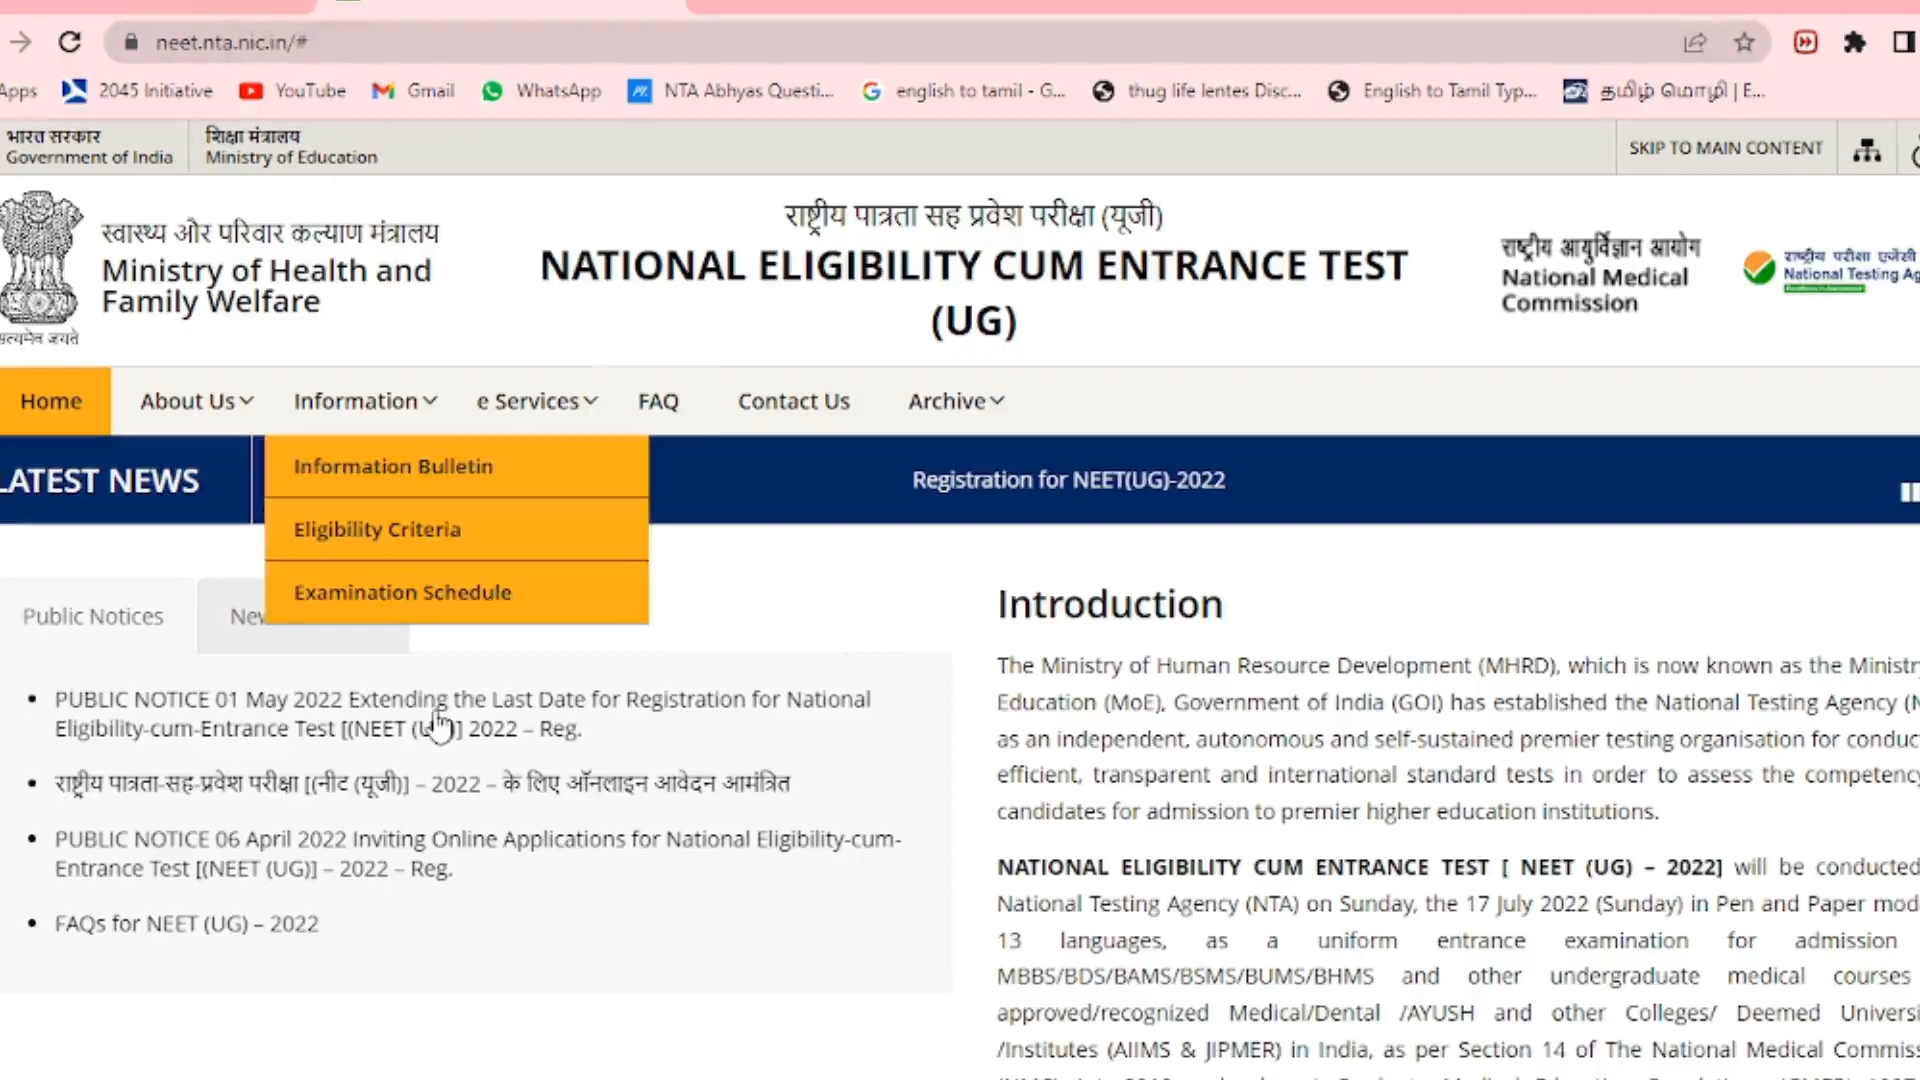 neet.nta.nic.in/#
Apps 2045 Initiative YouTube Gmail WhatsApp NTA Abhyas Questi... english to tamil - G... thug life lentes Disc... English to Tamil Typ... தமிழ் மொழி | E...
भारत सरकार
Government of India
शिक्षा मंत्रालय
Ministry of Education
SKIP TO MAIN CONTENT
सत्यमेव जयते
स्वास्थ्य और परिवार कल्याण मंत्रालय
Ministry of Health and
Family Welfare
राष्ट्रीय पात्रता सह प्रवेश परीक्षा (यूजी)
NATIONAL ELIGIBILITY CUM ENTRANCE TEST
(UG)
राष्ट्रीय आयुर्विज्ञान आयोग
National Medical
Commission
राष्ट्रीय परीक्षा एजेंसी
National Testing Ag
Home About Us Information e Services FAQ Contact Us Archive
LATEST NEWS
Registration for NEET(UG)-2022
Information Bulletin
Eligibility Criteria
Examination Schedule
Public Notices
PUBLIC NOTICE 01 May 2022 Extending the Last Date for Registration for National
Eligibility-cum-Entrance Test [(NEET (U)] 2022 – Reg.
राष्ट्रीय पात्रता-सह-प्रवेश परीक्षा [(नीट (यूजी)] – 2022 – के लिए ऑनलाइन आवेदन आमंत्रित
PUBLIC NOTICE 06 April 2022 Inviting Online Applications for National Eligibility-cum-
Entrance Test [(NEET (UG)] – 2022 – Reg.
FAQs for NEET (UG) – 2022
Introduction
The Ministry of Human Resource Development (MHRD), which is now known as the Ministr
Education (MoE), Government of India (GOI) has established the National Testing Agency (N
as an independent, autonomous and self-sustained premier testing organisation for conduc
efficient, transparent and international standard tests in order to assess the competency
candidates for admission to premier higher education institutions.
NATIONAL ELIGIBILITY CUM ENTRANCE TEST [ NEET (UG) – 2022] will be conducted
National Testing Agency (NTA) on Sunday, the 17 July 2022 (Sunday) in Pen and Paper mod
13 languages, as a uniform entrance examination for admission
MBBS/BDS/BAMS/BSMS/BUMS/BHMS and other undergraduate medical courses
approved/recognized Medical/Dental /AYUSH and other Colleges/ Deemed Universi
/Institutes (AIIMS & JIPMER) in India, as per Section 14 of The National Medical Commiss